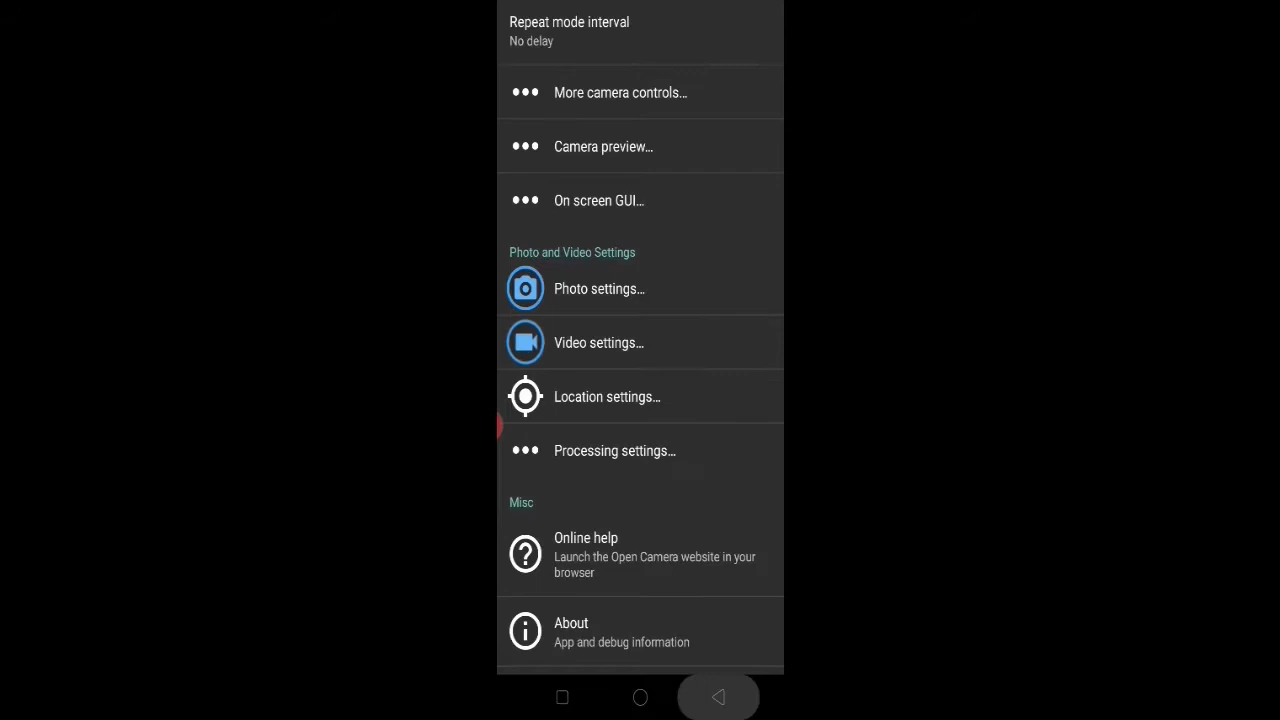 Repeat mode interval
No delay
More camera controls…
Camera preview…
On screen GUI…
Photo and Video Settings
Photo settings…
Video settings…
Location settings…
Processing settings…
Misc
Online help
Launch the Open Camera website in your
browser
About
App and debug information